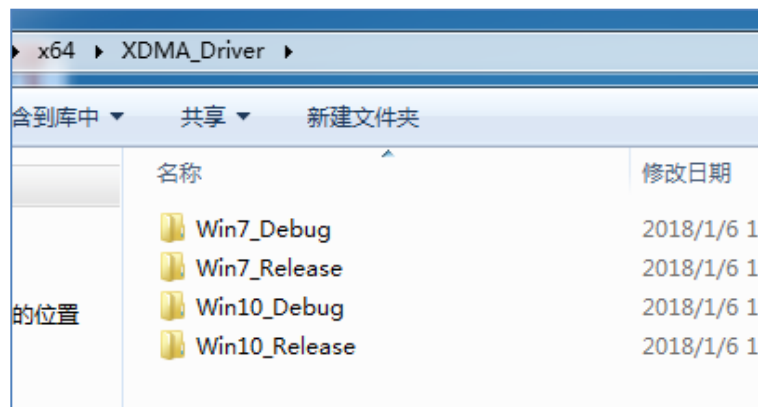 x64 XDMA_Driver
含到库中 共享 新建文件夹
名称 修改日期
Win7_Debug 2018/1/6 1
Win7_Release 2018/1/6 1
的位置 Win10_Debug 2018/1/6 1
Win10_Release 2018/1/6 1